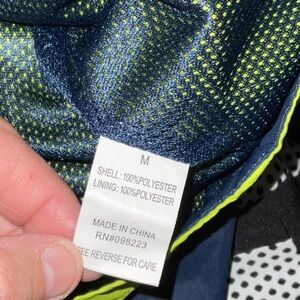 M
SHELL: 100%POLYESTER
LINING: 100%POLYESTER
MADE IN CHINA
RN#098223
SEE REVERSE FOR CARE